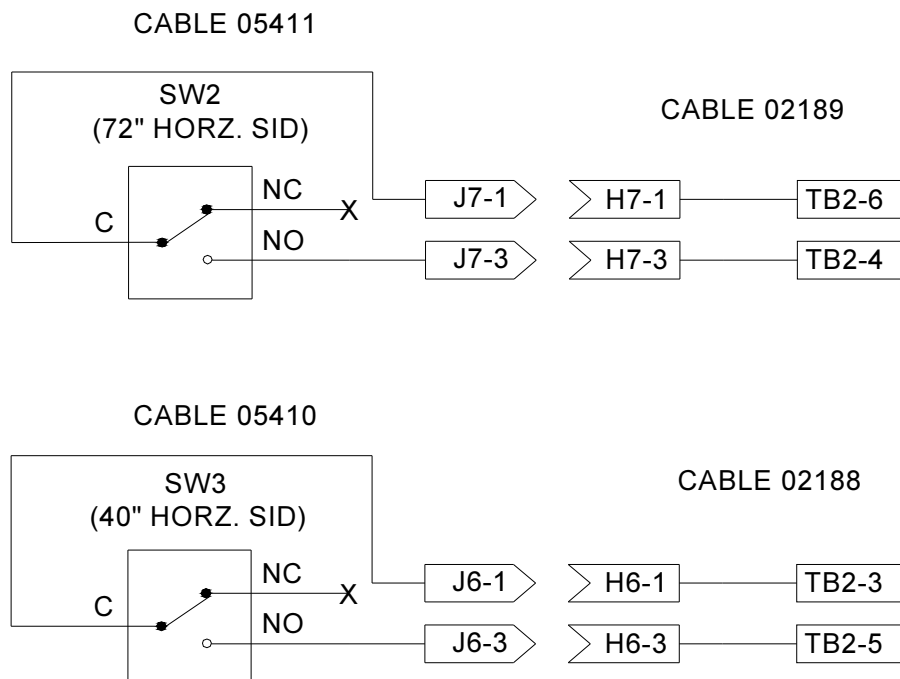 CABLE 05411
SW2
(72" HORZ. SID)
CABLE 02189
C
NC
X
NO
J7-1
H7-1
TB2-6
J7-3
H7-3
TB2-4
CABLE 05410
SW3
(40" HORZ. SID)
CABLE 02188
C
NC
X
NO
J6-1
H6-1
TB2-3
J6-3
H6-3
TB2-5